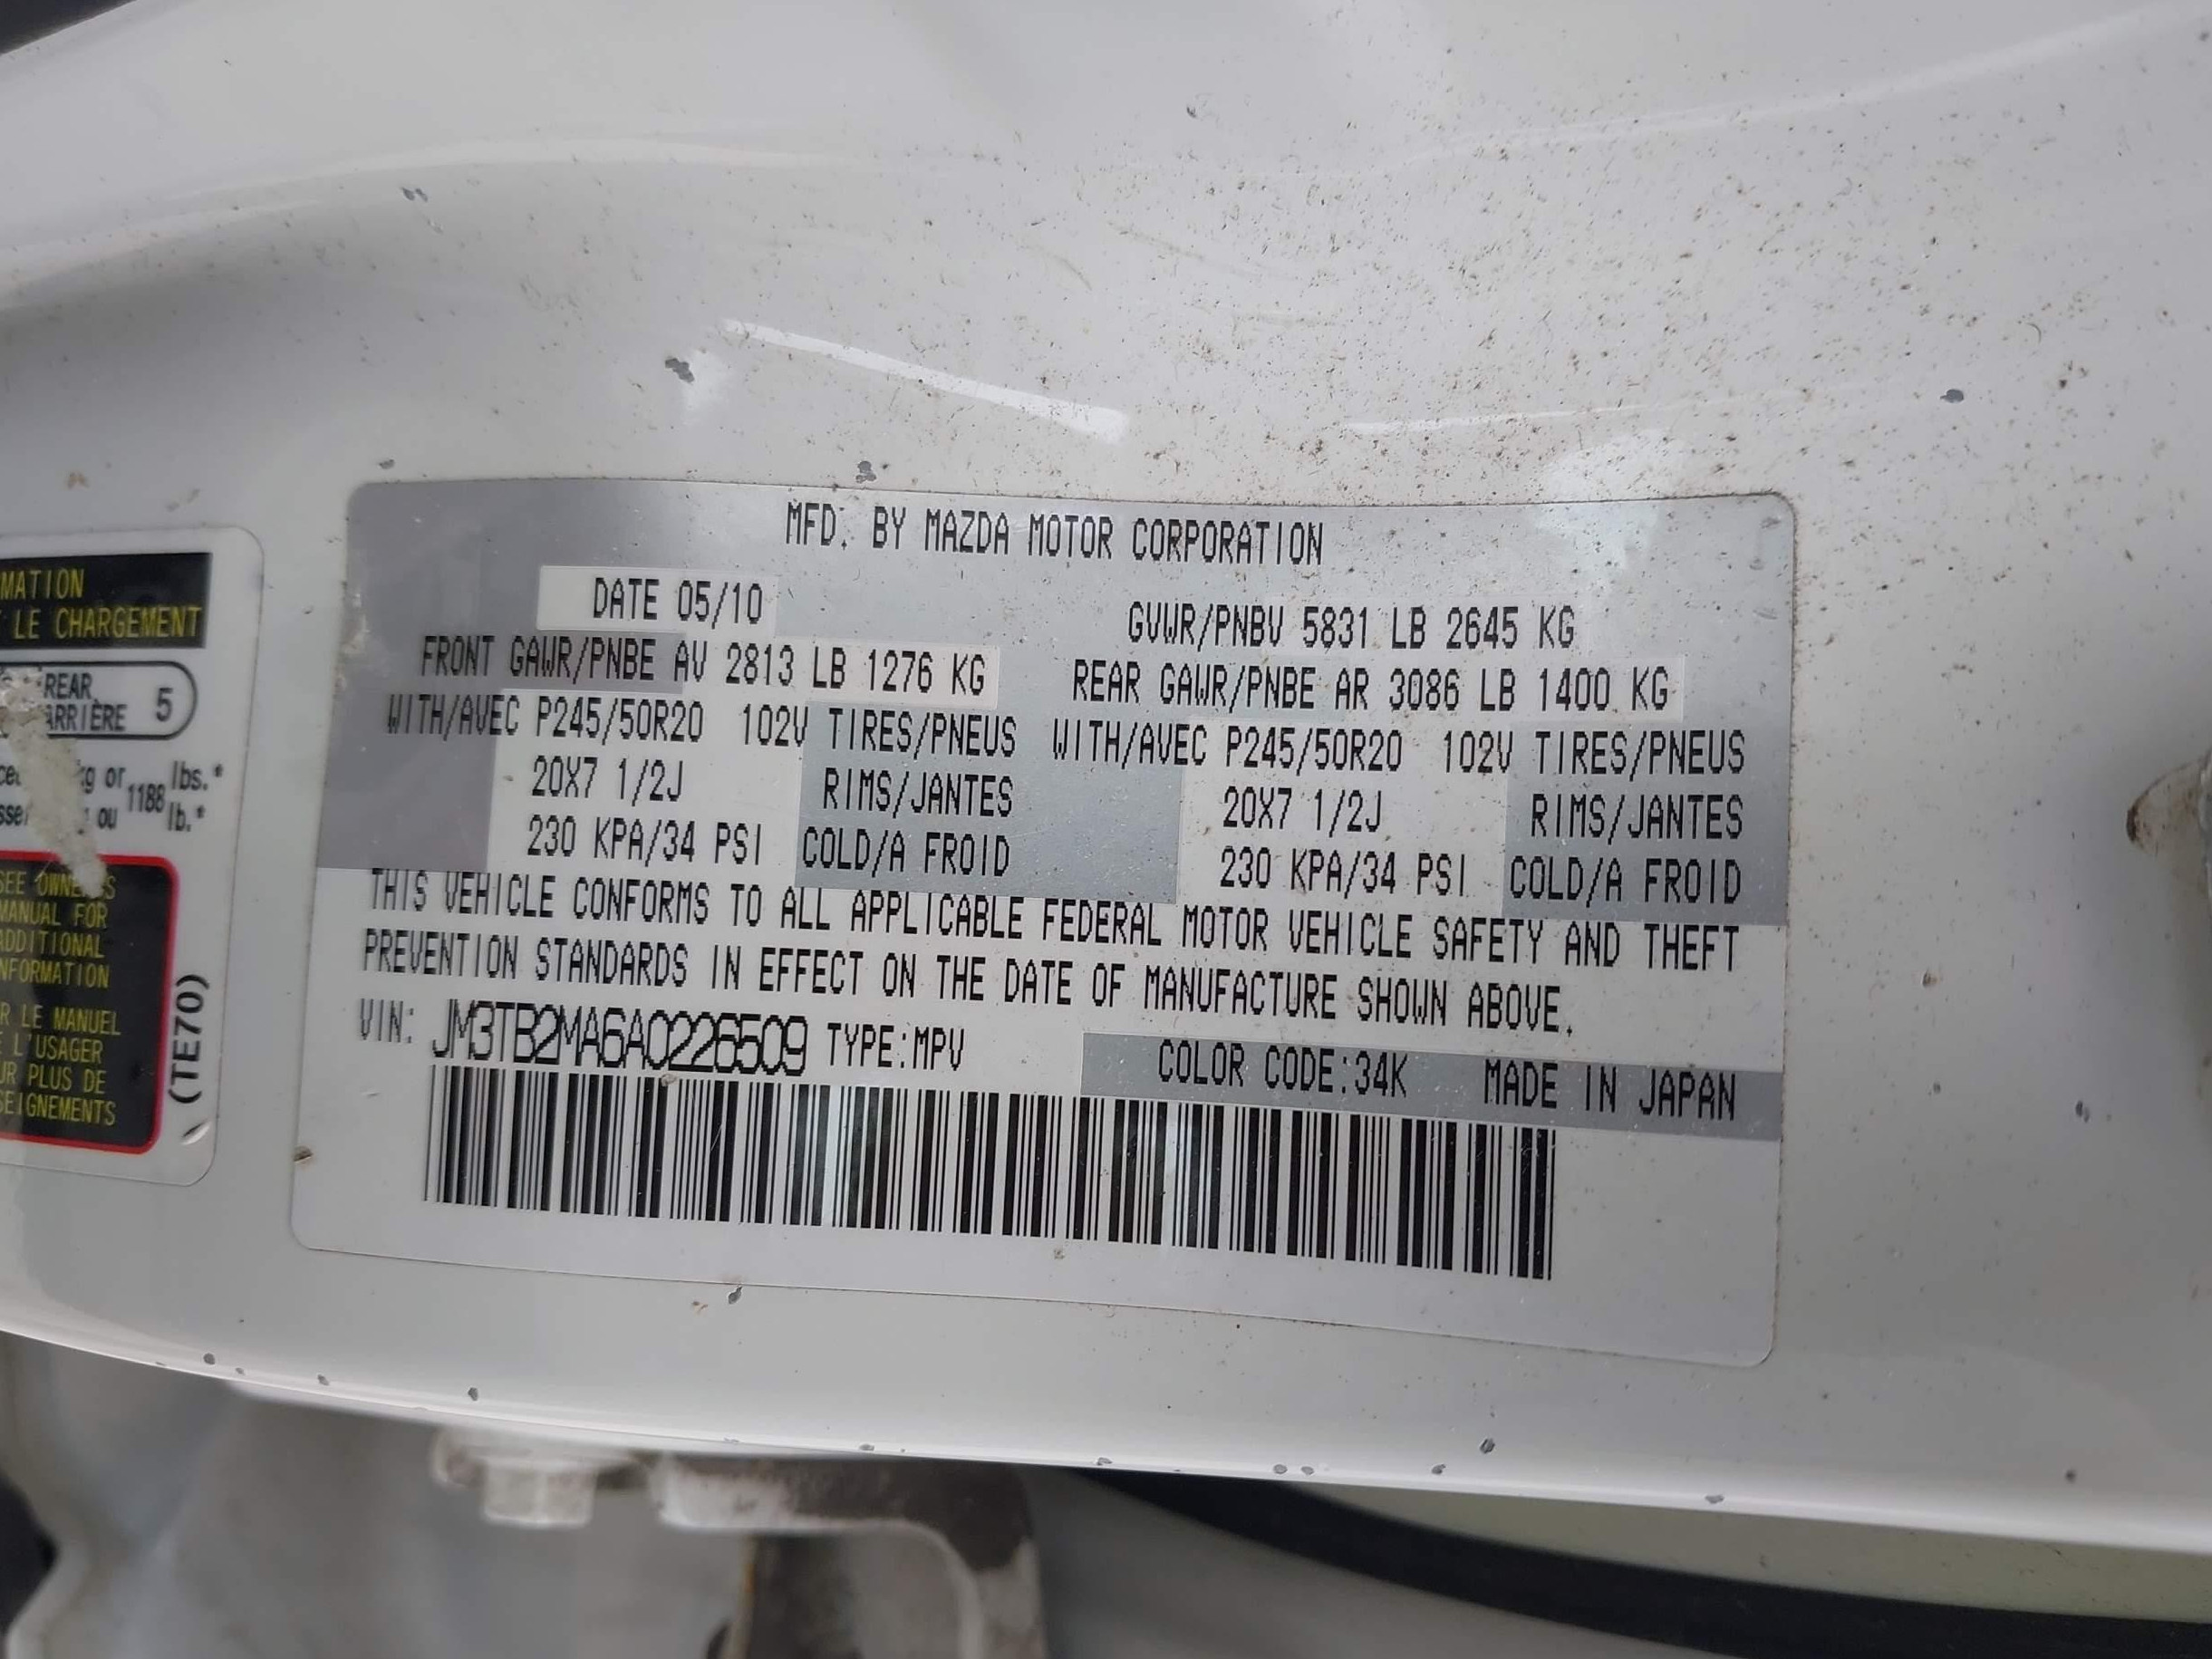 MATION
LE CHARGEMENT
REAR
ARRIÈRE 5
kg or 1188 lbs.*
ou lb.*
SEE OWNER'S
MANUAL FOR
ADDITIONAL
NFORMATION
R LE MANUEL
L'USAGER
UR PLUS DE
SEIGNEMENTS
(TE70)
MFD. BY MAZDA MOTOR CORPORATION
DATE 05/10 GVWR/PNBV 5831 LB 2645 KG
FRONT GAWR/PNBE AV 2813 LB 1276 KG REAR GAWR/PNBE AR 3086 LB 1400 KG
WITH/AVEC P245/50R20 102V TIRES/PNEUS WITH/AVEC P245/50R20 102V TIRES/PNEUS
20X7 1/2J RIMS/JANTES 20X7 1/2J RIMS/JANTES
230 KPA/34 PSI COLD/A FROID 230 KPA/34 PSI COLD/A FROID
THIS VEHICLE CONFORMS TO ALL APPLICABLE FEDERAL MOTOR VEHICLE SAFETY AND THEFT
PREVENTION STANDARDS IN EFFECT ON THE DATE OF MANUFACTURE SHOWN ABOVE.
VIN: JM3TB2MA6A0226509 TYPE:MPV COLOR CODE:34K MADE IN JAPAN